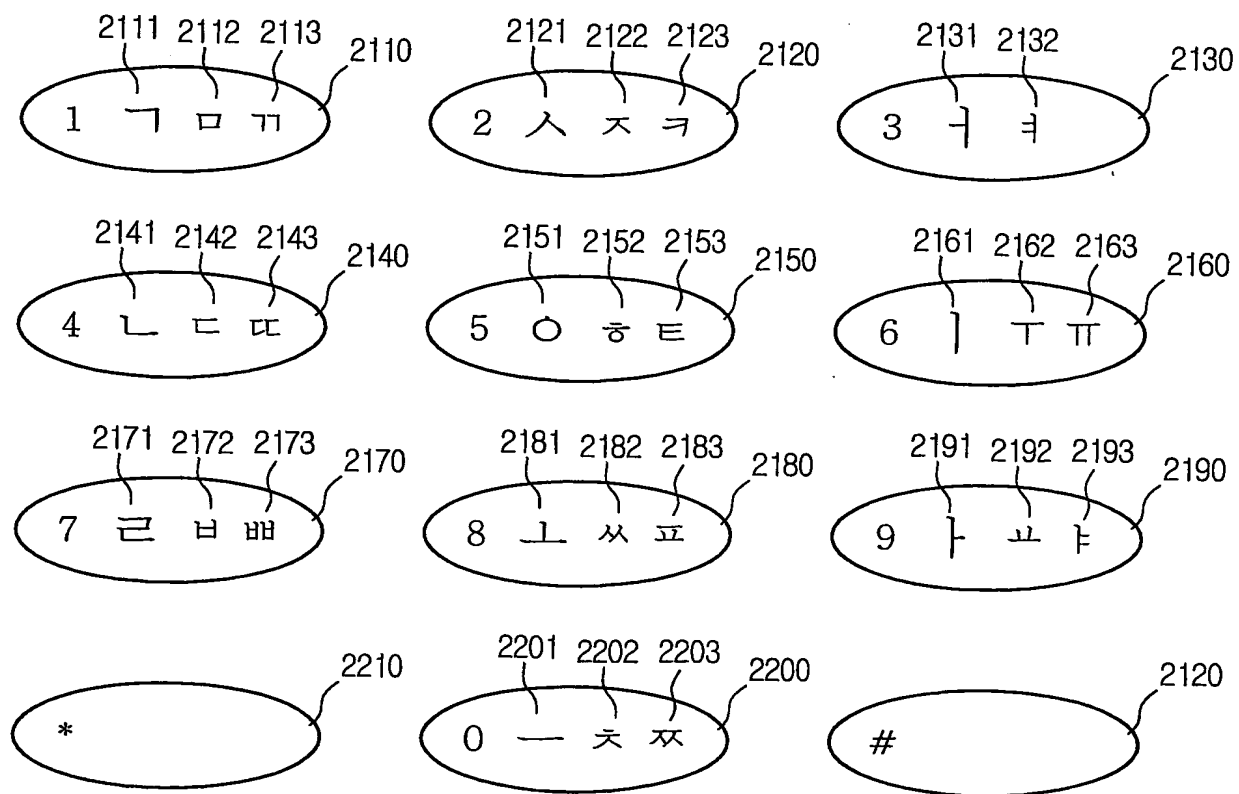 2111 2112 2113 2110
1 ㄱ ㅁ ㄲ
2121 2122 2123 2120
2 ㅅ ㅈ ㅋ
2131 2132 2130
3 ㅓ ㅕ
2141 2142 2143 2140
4 ㄴ ㄷ ㄸ
2151 2152 2153 2150
5 ㅇ ㅎ ㅌ
2161 2162 2163 2160
6 ㅣ ㅜ ㅠ
2171 2172 2173 2170
7 ㄹ ㅂ ㅃ
2181 2182 2183 2180
8 ㅗ ㅆ ㅍ
2191 2192 2193 2190
9 ㅏ ㅛ ㅑ
2210
*
2201 2202 2203 2200
0 ㅡ ㅊ ㅉ
2120
#